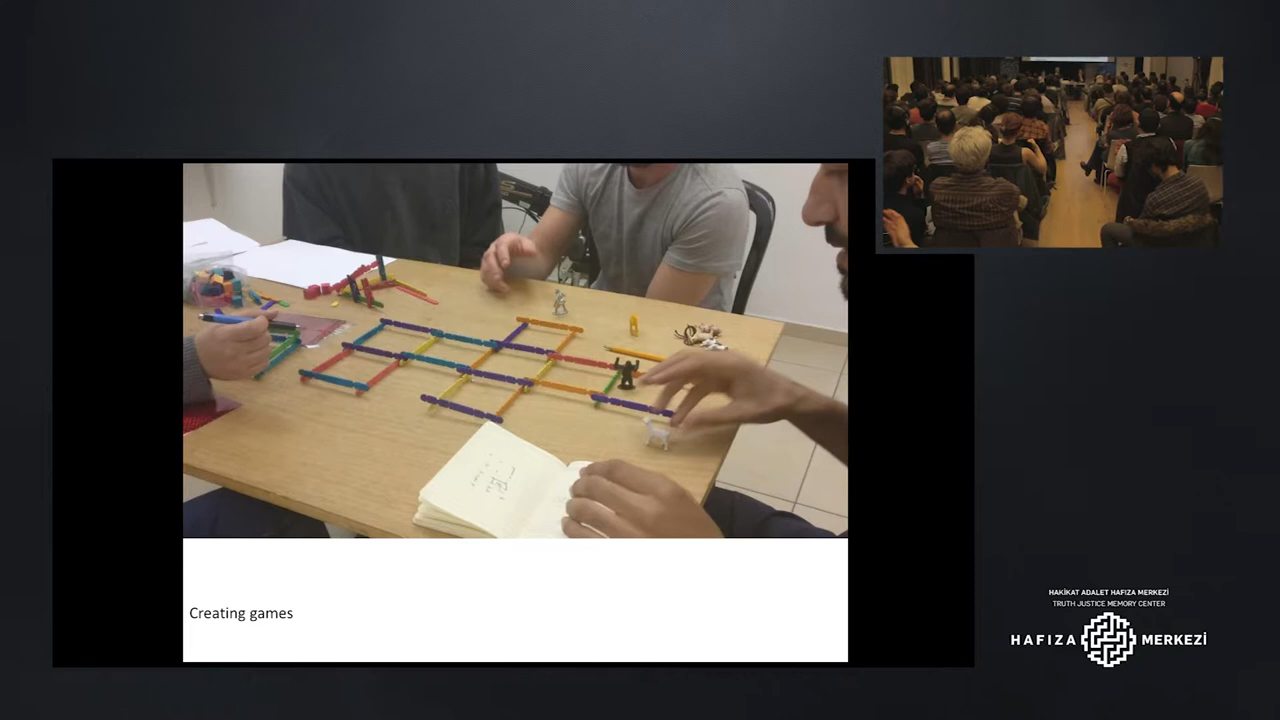 Creating games
HAKİKAT ADALET HAFIZA MERKEZİ
TRUTH JUSTICE MEMORY CENTER
HAFIZA MERKEZİ